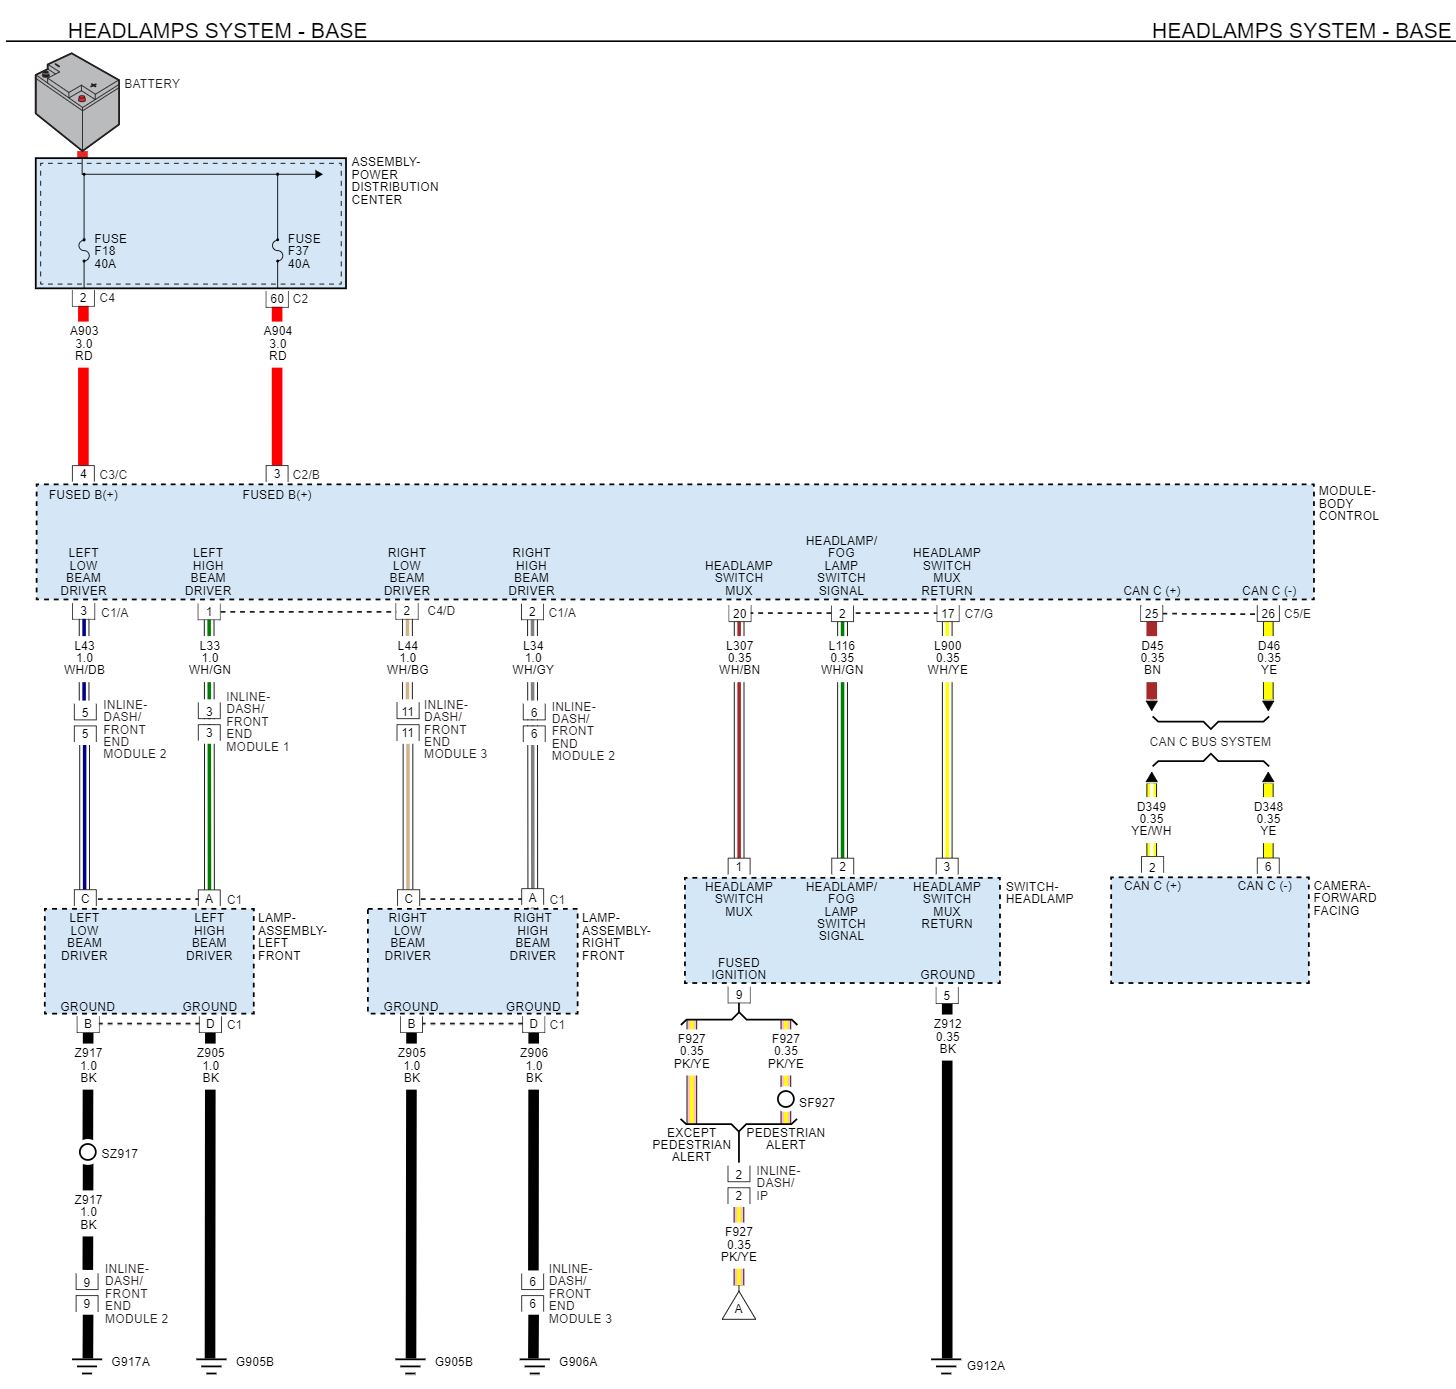 HEADLAMPS SYSTEM - BASE
HEADLAMPS SYSTEM - BASE
BATTERY
ASSEMBLY-
POWER
DISTRIBUTION
CENTER
FUSE
F18
40A
FUSE
F37
40A
2 C4
60 C2
A903
3.0
RD
A904
3.0
RD
4 C3/C
3 C2/B
FUSED B(+)
FUSED B(+)
MODULE-
BODY
CONTROL
LEFT
LOW
BEAM
DRIVER
LEFT
HIGH
BEAM
DRIVER
RIGHT
LOW
BEAM
DRIVER
RIGHT
HIGH
BEAM
DRIVER
HEADLAMP
SWITCH
MUX
HEADLAMP/
FOG
LAMP
SWITCH
SIGNAL
HEADLAMP
SWITCH
MUX
RETURN
CAN C (+)
CAN C (-)
3 C1/A
1
2 C4/D
2 C1/A
20
2
17 C7/G
25
26 C5/E
L43
1.0
WH/DB
L33
1.0
WH/GN
L44
1.0
WH/BG
L34
1.0
WH/GY
L307
0.35
WH/BN
L116
0.35
WH/GN
L900
0.35
WH/YE
D45
0.35
BN
D46
0.35
YE
5
5
INLINE-
DASH/
FRONT
END
MODULE 2
3
3
INLINE-
DASH/
FRONT
END
MODULE 1
11
11
INLINE-
DASH/
FRONT
END
MODULE 3
6
6
INLINE-
DASH/
FRONT
END
MODULE 2
CAN C BUS SYSTEM
D349
0.35
YE/WH
D348
0.35
YE
C
A C1
C
A C1
1
2
3
2
6
LEFT
LOW
BEAM
DRIVER
LEFT
HIGH
BEAM
DRIVER
LAMP-
ASSEMBLY-
LEFT
FRONT
RIGHT
LOW
BEAM
DRIVER
RIGHT
HIGH
BEAM
DRIVER
LAMP-
ASSEMBLY-
RIGHT
FRONT
HEADLAMP
SWITCH
MUX
HEADLAMP/
FOG
LAMP
SWITCH
SIGNAL
HEADLAMP
SWITCH
MUX
RETURN
SWITCH-
HEADLAMP
CAN C (+)
CAN C (-)
CAMERA-
FORWARD
FACING
FUSED
IGNITION
GROUND
GROUND
GROUND
GROUND
GROUND
B
D C1
B
D C1
9
5
Z917
1.0
BK
Z905
1.0
BK
Z905
1.0
BK
Z906
1.0
BK
F927
0.35
PK/YE
F927
0.35
PK/YE
Z912
0.35
BK
SF927
EXCEPT
PEDESTRIAN
ALERT
PEDESTRIAN
ALERT
SZ917
2
2
INLINE-
DASH/
IP
Z917
1.0
BK
F927
0.35
PK/YE
9
9
INLINE-
DASH/
FRONT
END
MODULE 2
6
6
INLINE-
DASH/
FRONT
END
MODULE 3
A
G917A
G905B
G905B
G906A
G912A